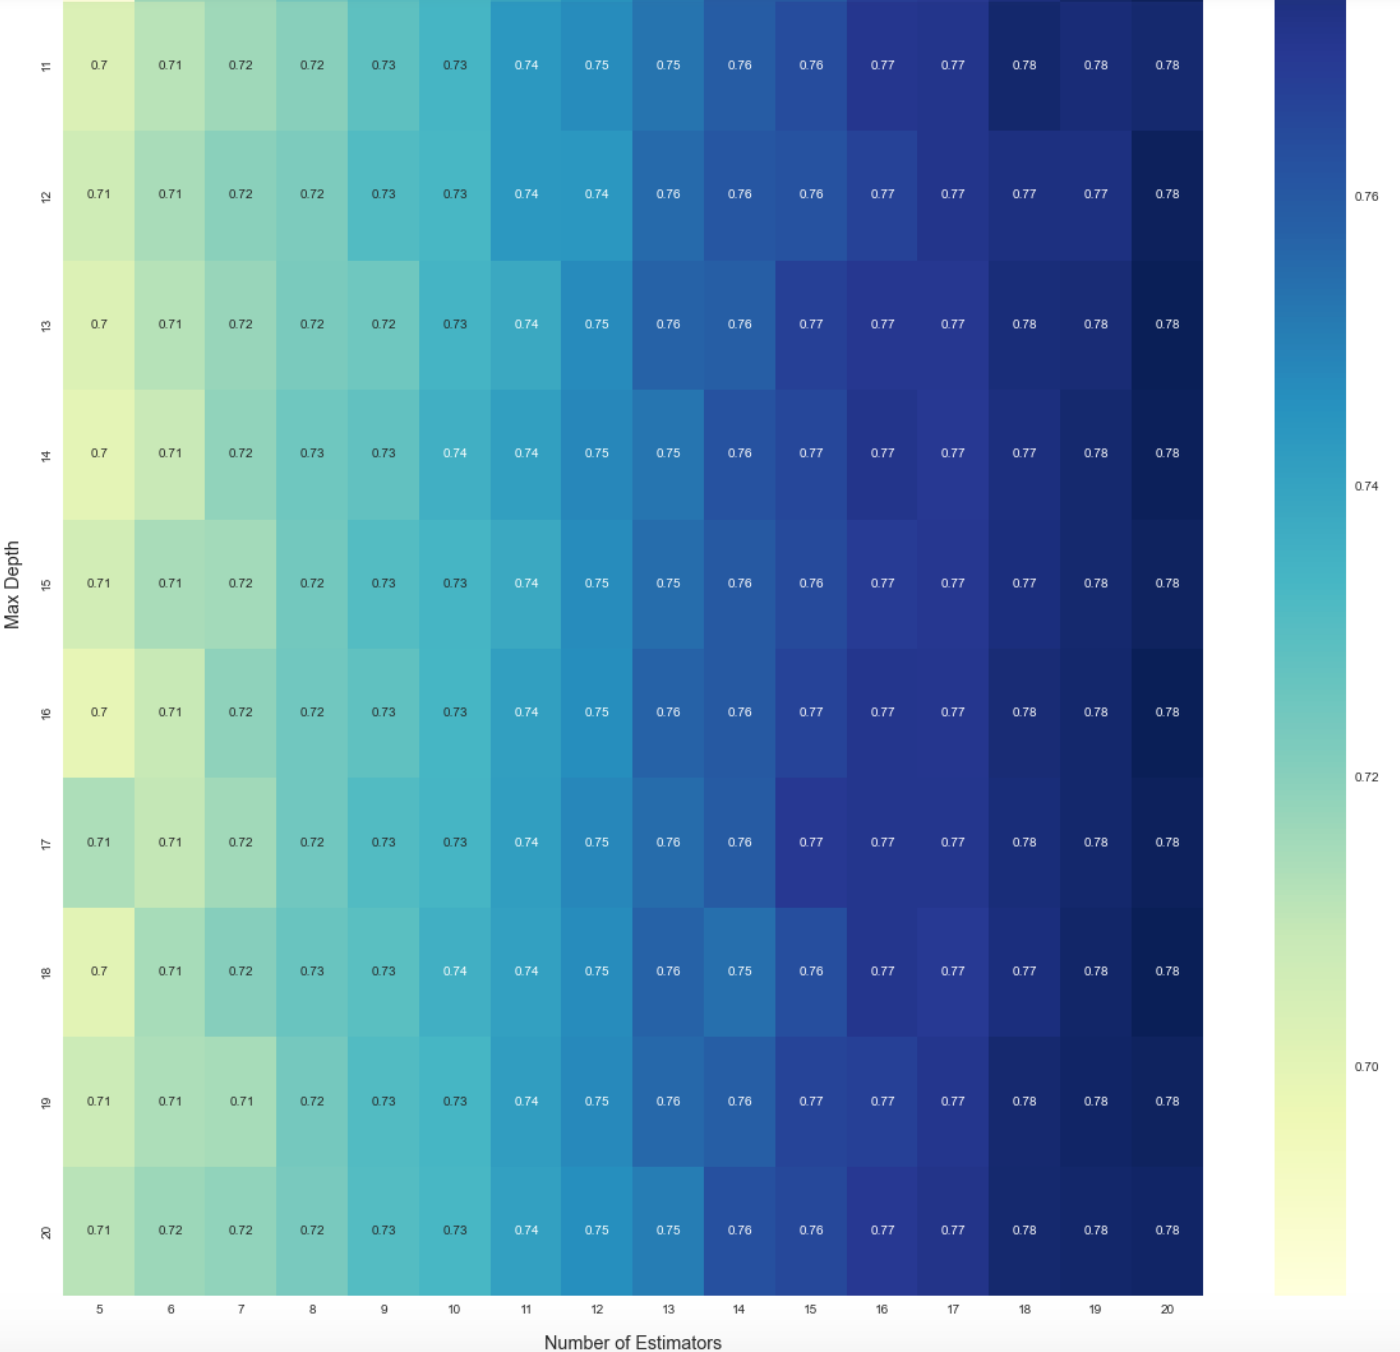 11 0.7 0.71 0.72 0.72 0.73 0.73 0.74 0.75 0.75 0.76 0.76 0.77 0.77 0.78 0.78 0.78
12 0.71 0.71 0.72 0.72 0.73 0.73 0.74 0.74 0.76 0.76 0.76 0.77 0.77 0.77 0.77 0.78
0.76
13 0.7 0.71 0.72 0.72 0.72 0.73 0.74 0.75 0.76 0.76 0.77 0.77 0.77 0.78 0.78 0.78
14 0.7 0.71 0.72 0.73 0.73 0.74 0.74 0.75 0.75 0.76 0.77 0.77 0.77 0.77 0.78 0.78
0.74
Max Depth
15 0.71 0.71 0.72 0.72 0.73 0.73 0.74 0.75 0.75 0.76 0.76 0.77 0.77 0.77 0.78 0.78
16 0.7 0.71 0.72 0.72 0.73 0.73 0.74 0.75 0.76 0.76 0.77 0.77 0.77 0.78 0.78 0.78
0.72
17 0.71 0.71 0.72 0.72 0.73 0.73 0.74 0.75 0.76 0.76 0.77 0.77 0.77 0.78 0.78 0.78
18 0.7 0.71 0.72 0.73 0.73 0.74 0.74 0.75 0.76 0.75 0.76 0.77 0.77 0.77 0.78 0.78
0.70
19 0.71 0.71 0.71 0.72 0.73 0.73 0.74 0.75 0.76 0.76 0.77 0.77 0.77 0.78 0.78 0.78
20 0.71 0.72 0.72 0.72 0.73 0.73 0.74 0.75 0.75 0.76 0.76 0.77 0.77 0.78 0.78 0.78
5 6 7 8 9 10 11 12 13 14 15 16 17 18 19 20
Number of Estimators